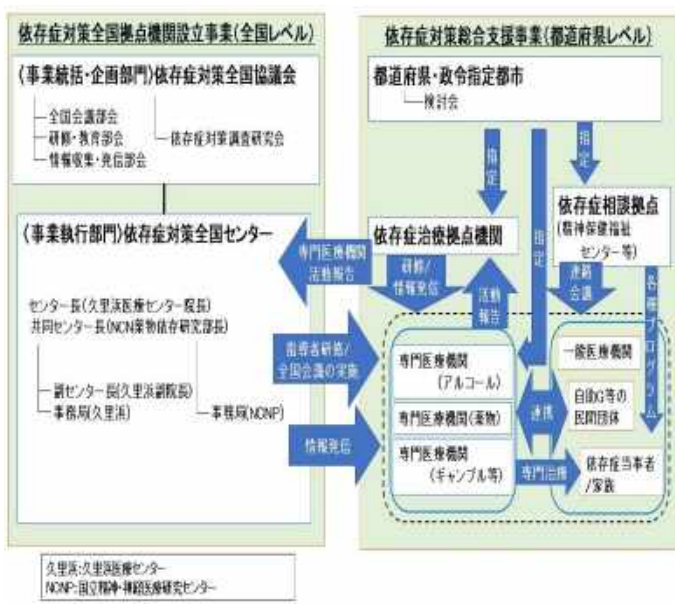 依存症対策全国拠点機関設立事業(全国レベル)
〈事業統括・企画部門〉依存症対策全国協議会
全国会議部会
研修・教育部会
依存症対策調査研究会
情報収集・発信部会
〈事業執行部門〉依存症対策全国センター
センター長(久里浜医療センター院長)
共同センター長(NCN薬物依存研究部長)
副センター長(久里浜副院長)
事務局(久里浜)
事務局(NCNP)
専門医療機関
活動報告
指導者研修/
全国会議の実施
情報発信
依存症対策総合支援事業(都道府県レベル)
都道府県・政令指定都市
検討会
指定
指定
指定
依存症治療拠点機関
依存症相談拠点
(精神保健福祉
センター等)
研修/
情報発信
活動
報告
連絡
会議
各種プログラム
専門医療機関
(アルコール)
専門医療機関(薬物)
専門医療機関
(ギャンブル等)
連携
専門治療
一般医療機関
自助G等の
民間団体
依存症当事者
/家族
久里浜:久里浜医療センター
NCNP:国立精神・神経医療研究センター